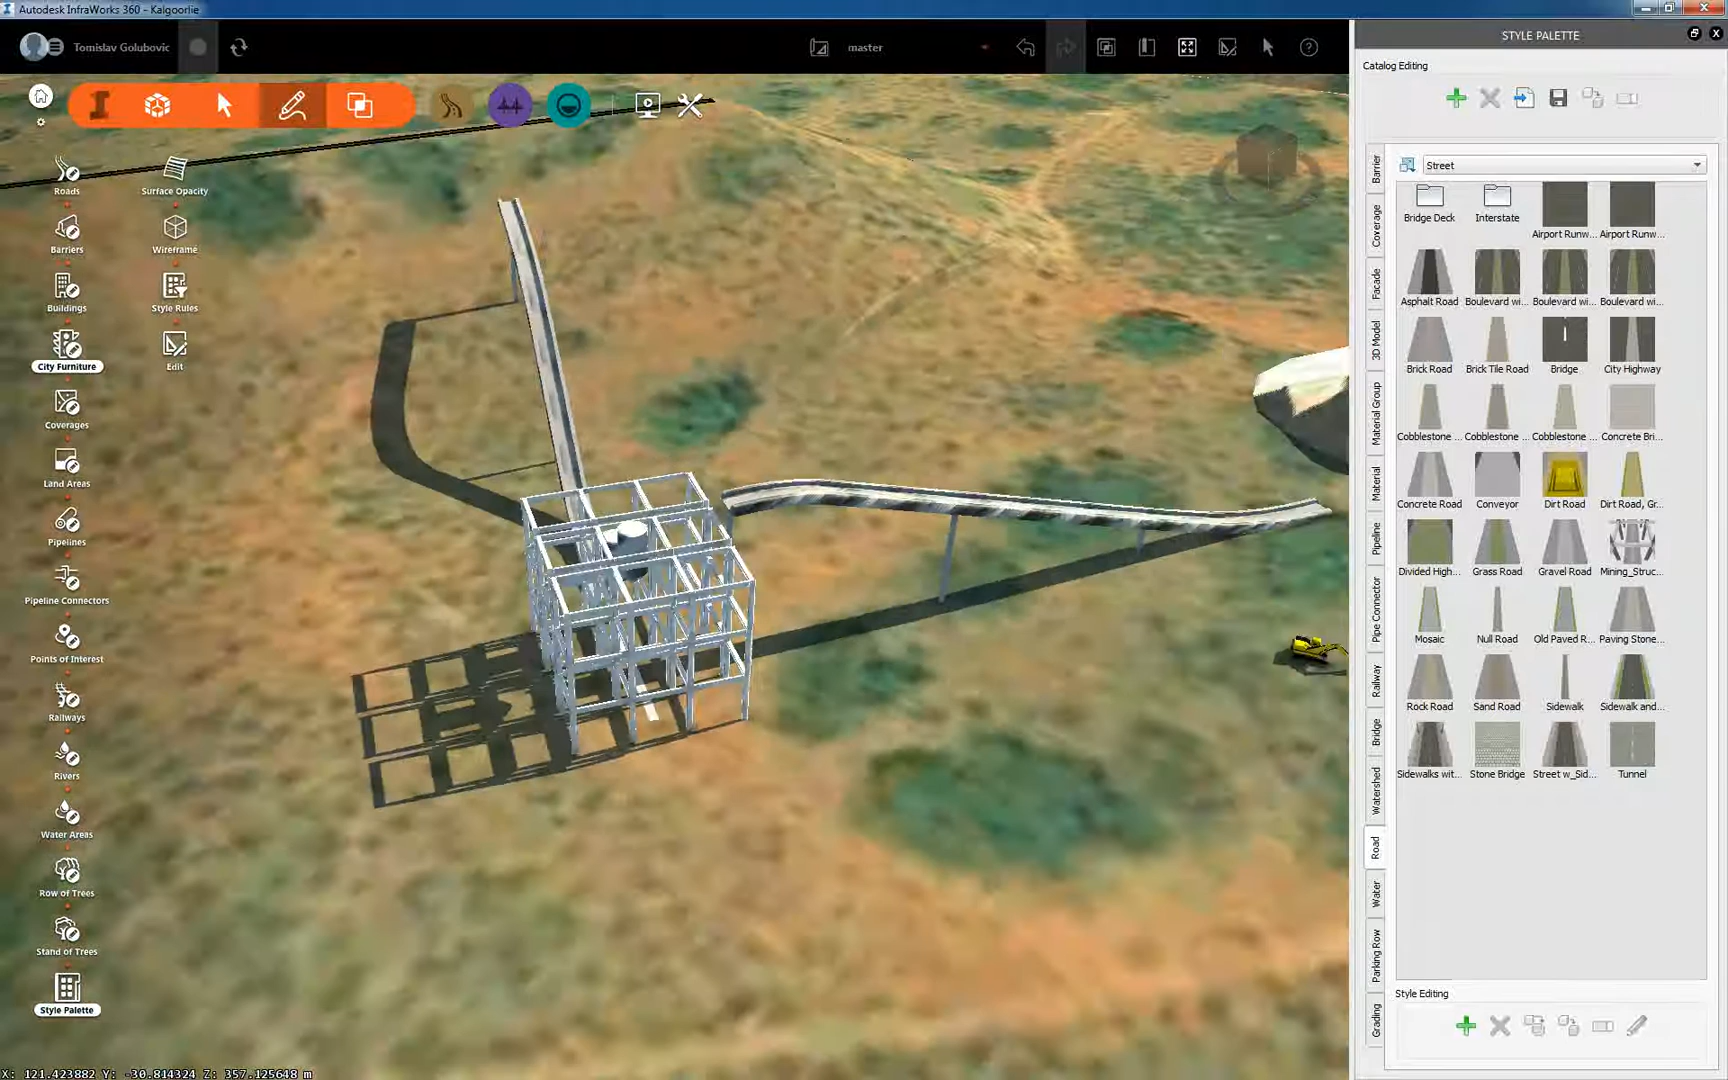 Autodesk InfraWorks 360 - Kalgoorlie
Tomislav Golubovic
master
STYLE PALETTE
Catalog Editing
Street
Roads
Surface Opacity
Barriers
Wireframe
Buildings
Style Rules
City Furniture
Edit
Coverages
Land Areas
Pipelines
Pipeline Connectors
Points of Interest
Railways
Rivers
Water Areas
Row of Trees
Stand of Trees
Style Palette
Barrier
Coverage
Facade
3D Model
Material Group
Material
Pipeline
Pipe Connector
Railway
Bridge
Watershed
Road
Water
Parking Row
Grading
Bridge Deck
Interstate
Airport Runw...
Airport Runw...
Asphalt Road
Boulevard wi...
Boulevard wi...
Boulevard wi...
Brick Road
Brick Tile Road
Bridge
City Highway
Cobblestone ...
Cobblestone ...
Cobblestone ...
Concrete Bri...
Concrete Road
Conveyor
Dirt Road
Dirt Road, Gr...
Divided High...
Grass Road
Gravel Road
Mining_Struc...
Mosaic
Null Road
Old Paved R...
Paving Stone...
Rock Road
Sand Road
Sidewalk
Sidewalk and...
Sidewalks wit...
Stone Bridge
Street w_Sid...
Tunnel
Style Editing
X: 121.423882 Y: -30.814324 Z: 357.125648 m